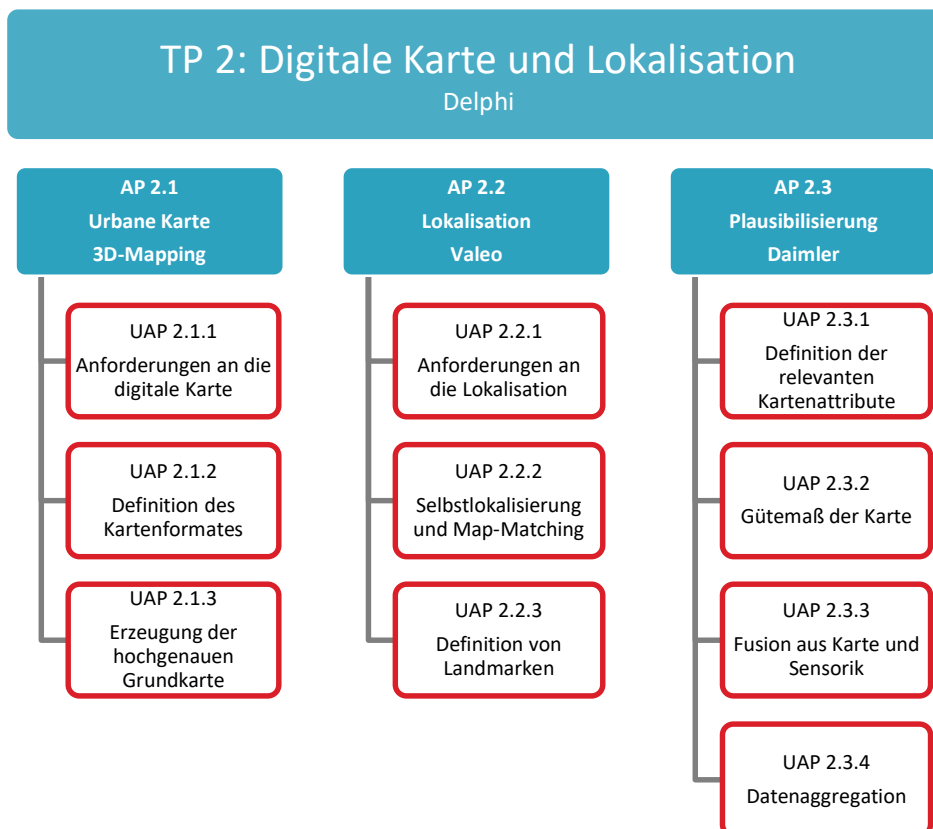 TP 2: Digitale Karte und Lokalisation
Delphi
AP 2.1
Urbane Karte
3D-Mapping
UAP 2.1.1
Anforderungen an die
digitale Karte
UAP 2.1.2
Definition des
Kartenformates
UAP 2.1.3
Erzeugung der
hochgenauen
Grundkarte
AP 2.2
Lokalisation
Valeo
UAP 2.2.1
Anforderungen an
die Lokalisation
UAP 2.2.2
Selbstlokalisierung
und Map-Matching
UAP 2.2.3
Definition von
Landmarken
AP 2.3
Plausibilisierung
Daimler
UAP 2.3.1
Definition der
relevanten
Kartenattribute
UAP 2.3.2
Gütemaß der Karte
UAP 2.3.3
Fusion aus Karte und
Sensorik
UAP 2.3.4
Datenaggregation